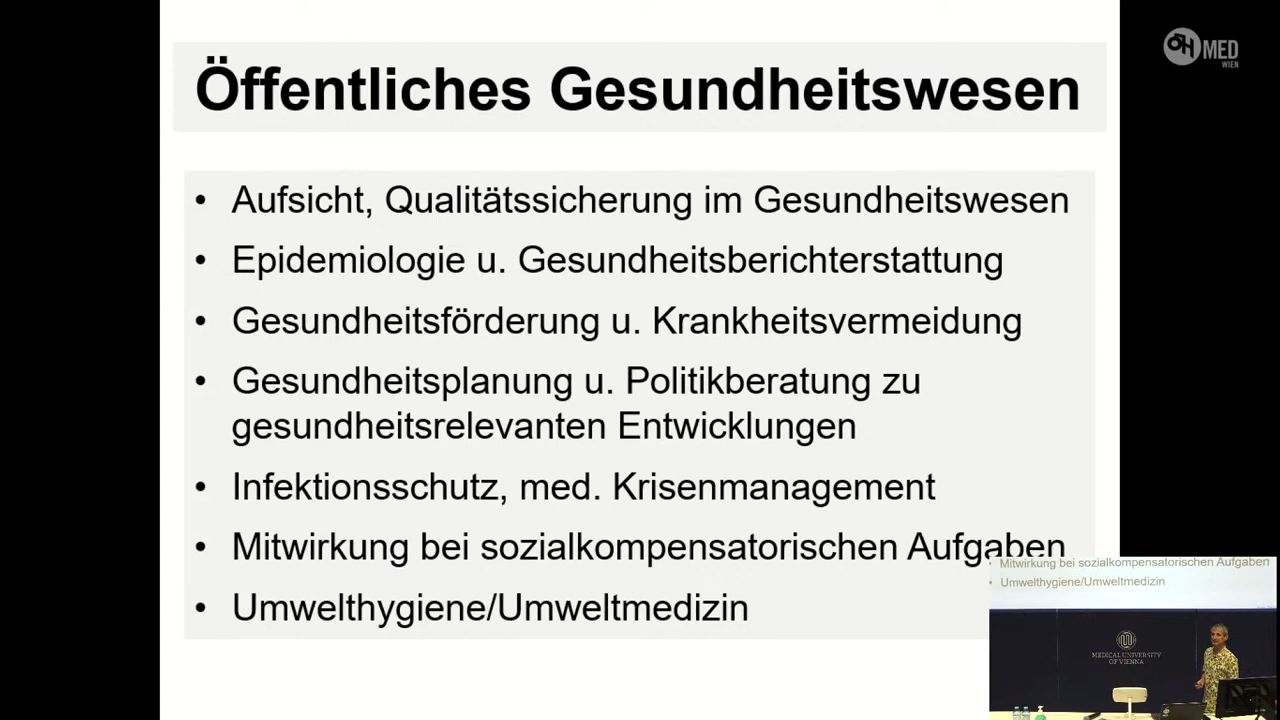 Öffentliches Gesundheitswesen
ÖH MED
WIEN
• Aufsicht, Qualitätssicherung im Gesundheitswesen
• Epidemiologie u. Gesundheitsberichterstattung
• Gesundheitsförderung u. Krankheitsvermeidung
• Gesundheitsplanung u. Politikberatung zu
gesundheitsrelevanten Entwicklungen
• Infektionsschutz, med. Krisenmanagement
• Mitwirkung bei sozialkompensatorischen Aufgaben
• Umwelthygiene/Umweltmedizin
• Mitwirkung bei sozialkompensatorischen Aufgaben
• Umwelthygiene/Umweltmedizin
MEDICAL UNIVERSITY
OF VIENNA